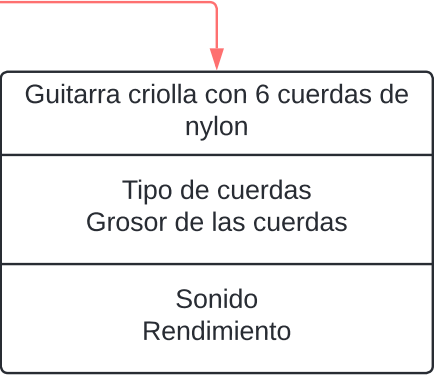 Guitarra criolla con 6 cuerdas de
nylon
Tipo de cuerdas
Grosor de las cuerdas
Sonido
Rendimiento